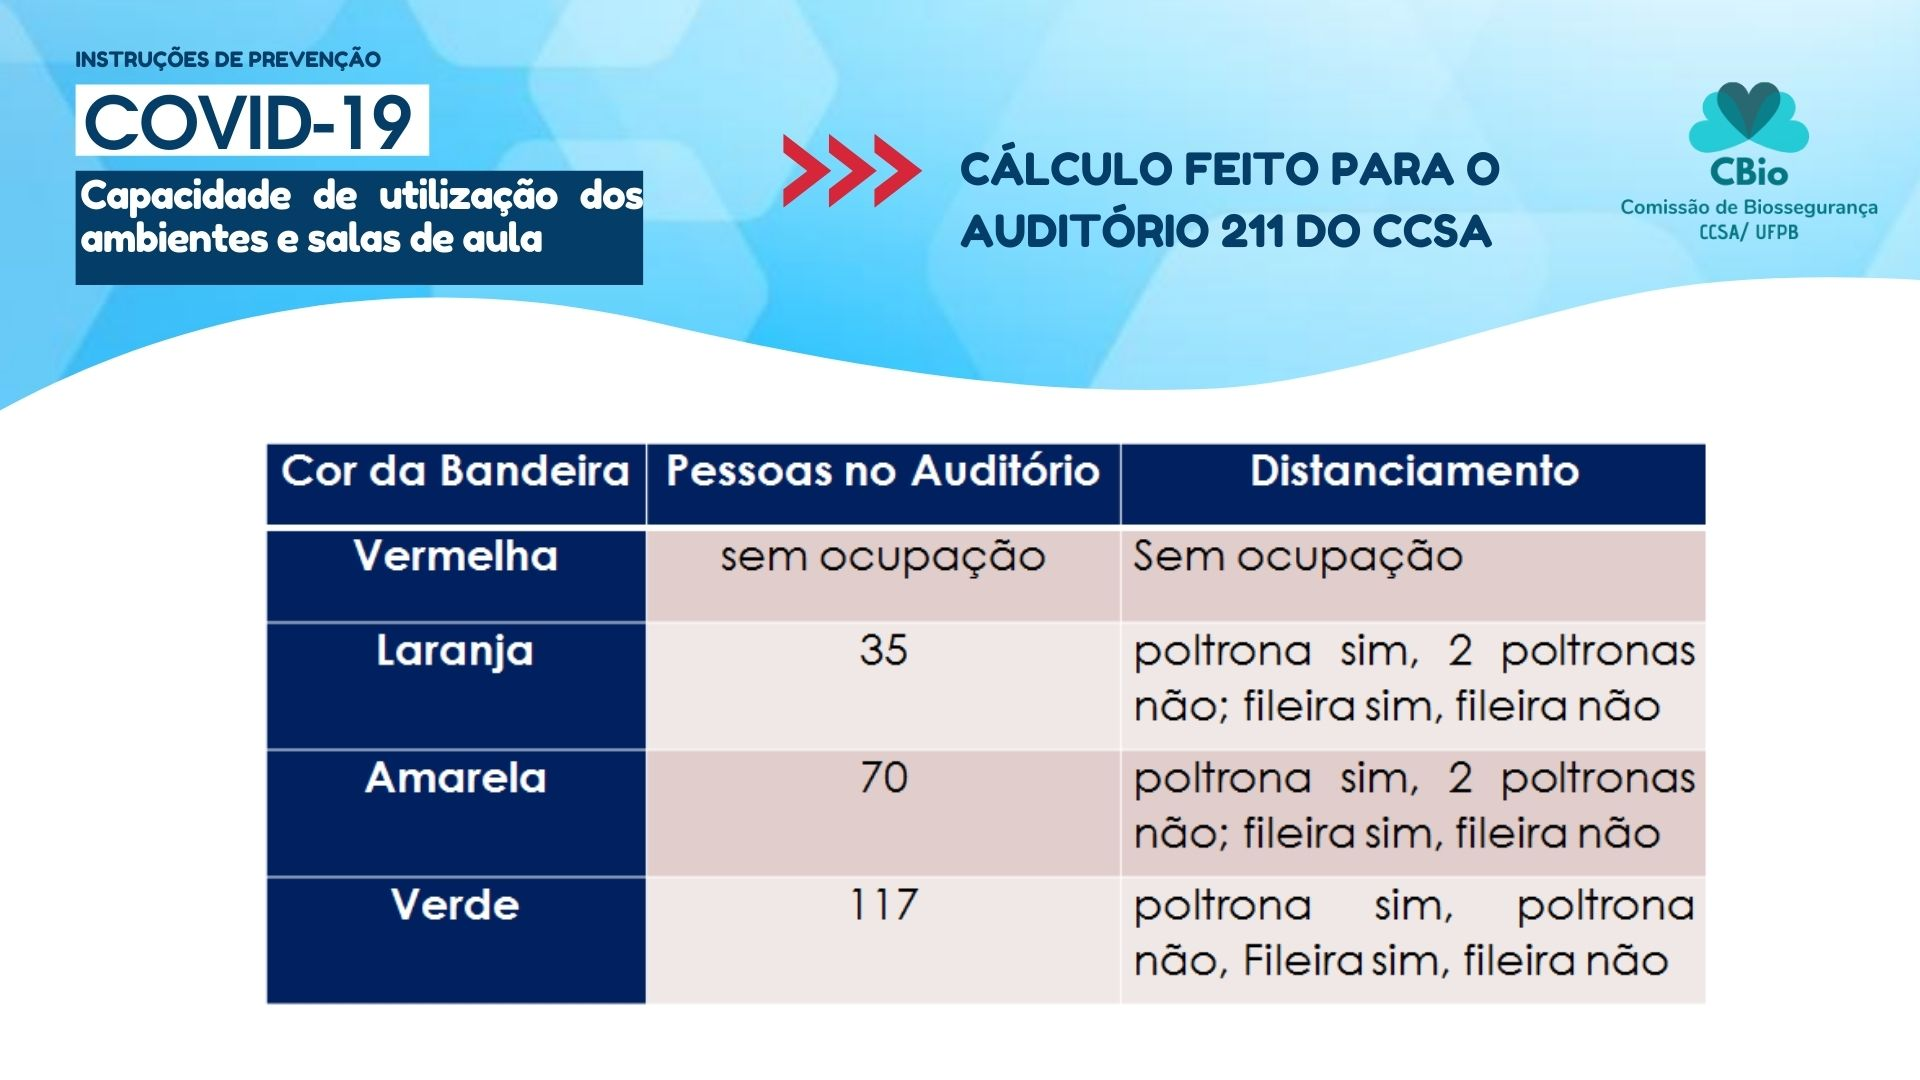 INSTRUÇÕES DE PREVENÇÃO
COVID-19
Capacidade de utilização dos
ambientes e salas de aula
CÁLCULO FEITO PARA O
AUDITÓRIO 211 DO CCSA
CBio
Comissão de Biossegurança
CCSA/ UFPB
Cor da Bandeira Pessoas no Auditório Distanciamento
Vermelha sem ocupação Sem ocupação
Laranja 35 poltrona sim, 2 poltronas
não; fileira sim, fileira não
Amarela 70 poltrona sim, 2 poltronas
não; fileira sim, fileira não
Verde 117 poltrona sim, poltrona
não, Fileira sim, fileira não